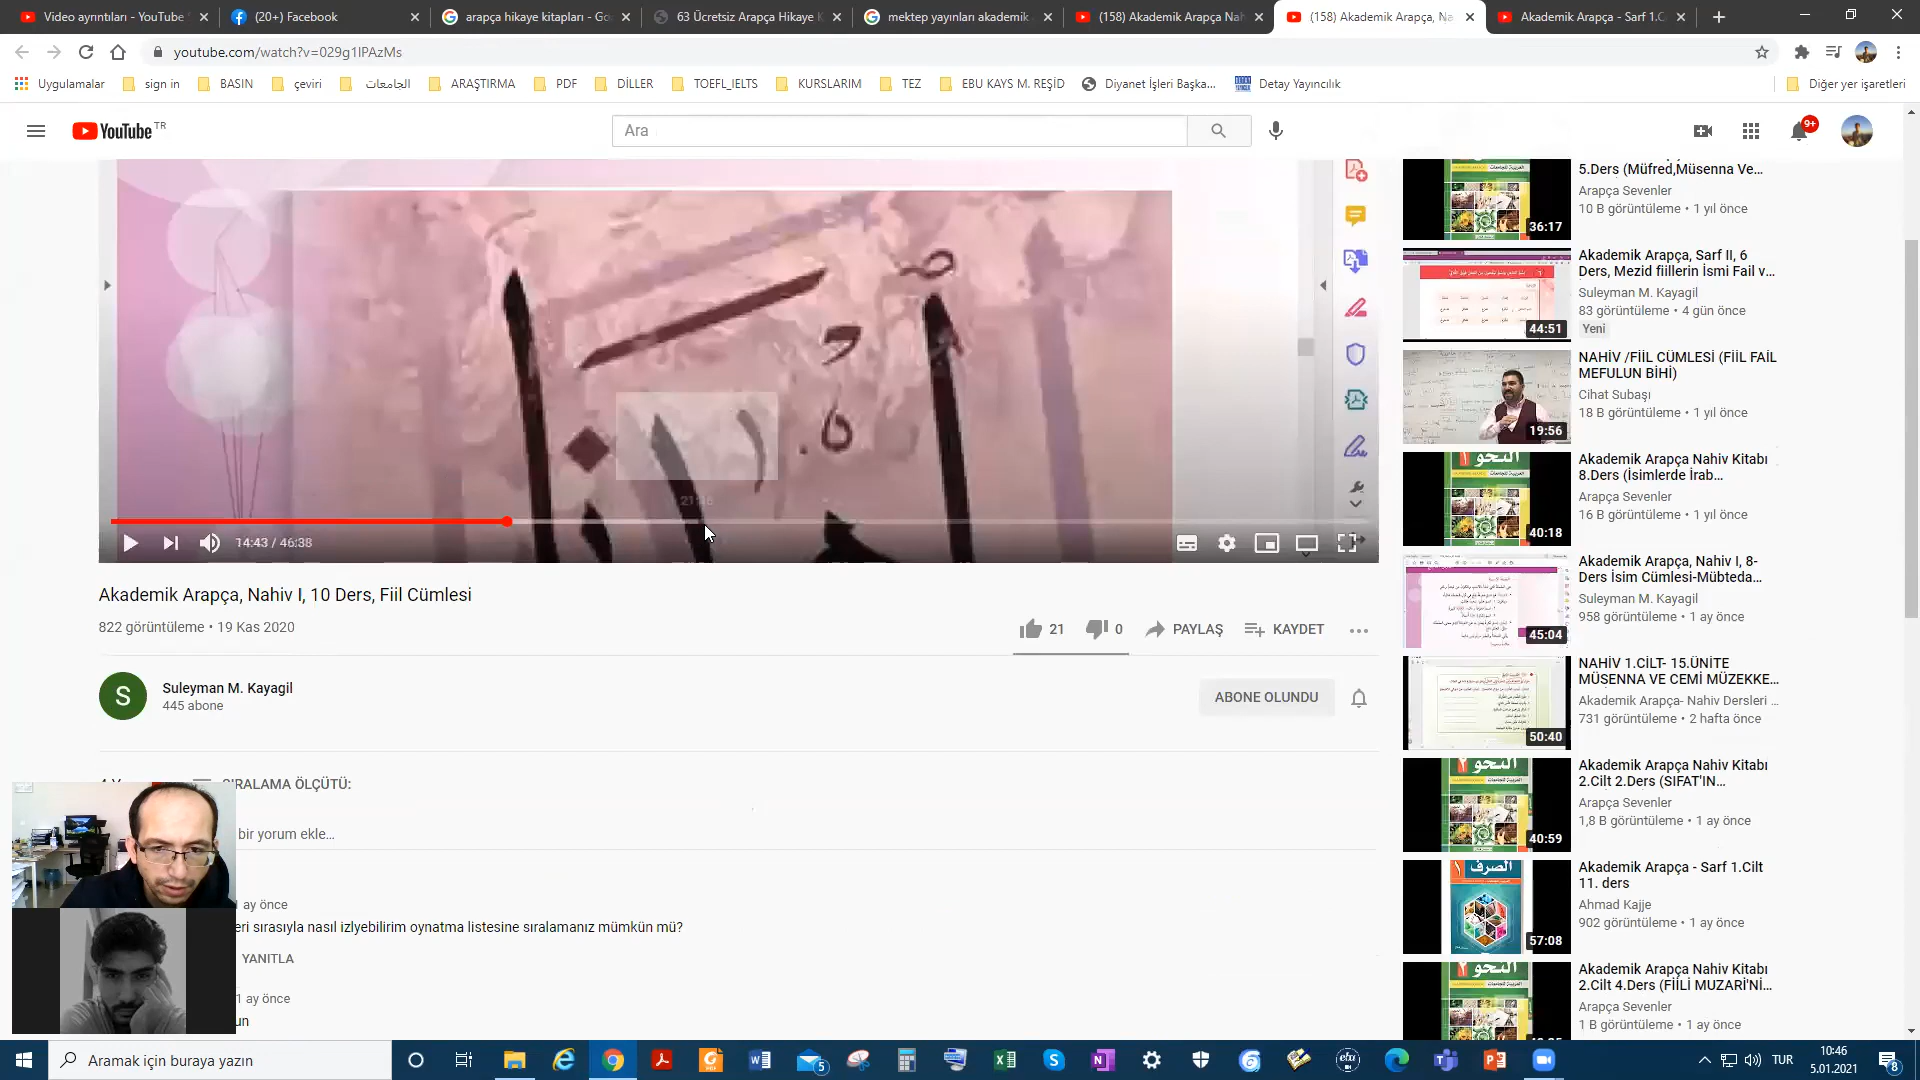 Video ayrıntıları - YouTube
(20+) Facebook
arapça hikaye kitapları - Go
63 Ücretsiz Arapça Hikaye K
mektep yayınları akademik
(158) Akademik Arapça Nah
(158) Akademik Arapça, Na
Akademik Arapça - Sarf 1.C
youtube.com/watch?v=029g1lPAzMs
Uygulamalar
sign in
BASIN
çeviri
الجامعات
ARAŞTIRMA
PDF
DİLLER
TOEFL_IELTS
KURSLARIM
TEZ
EBU KAYS M. REŞİD
Diyanet İşleri Başka...
Detay Yayıncılık
Diğer yer işaretleri
YouTube TR
Ara
9+
14:43 / 46:38
Akademik Arapça, Nahiv I, 10 Ders, Fiil Cümlesi
822 görüntüleme • 19 Kas 2020
21
0
PAYLAŞ
KAYDET
S
Suleyman M. Kayagil
445 abone
ABONE OLUNDU
SIRALAMA ÖLÇÜTÜ:
bir yorum ekle...
1 ay önce
eri sırasıyla nasıl izlyebilirim oynatma listesine sıralamanız mümkün mü?
YANITLA
1 ay önce
un
5.Ders (Müfred,Müsenna Ve...
Arapça Sevenler
10 B görüntüleme • 1 yıl önce
36:17
Akademik Arapça, Sarf II, 6
Ders, Mezid fiillerin İsmi Fail v...
Suleyman M. Kayagil
83 görüntüleme • 4 gün önce
Yeni
44:51
NAHİV /FİİL CÜMLESİ (FİİL FAİL
MEFULUN BİHİ)
Cihat Subaşı
18 B görüntüleme • 1 yıl önce
19:56
Akademik Arapça Nahiv Kitabı
8.Ders (İsimlerde İrab...
Arapça Sevenler
16 B görüntüleme • 1 yıl önce
النحو
40:18
Akademik Arapça, Nahiv I, 8-
Ders İsim Cümlesi-Mübteda...
Suleyman M. Kayagil
958 görüntüleme • 1 ay önce
45:04
NAHİV 1.CİLT- 15.ÜNİTE
MÜSENNA VE CEMİ MÜZEKKE...
Akademik Arapça- Nahiv Dersleri ...
731 görüntüleme • 2 hafta önce
50:40
Akademik Arapça Nahiv Kitabı
2.Cilt 2.Ders (SIFAT'IN...
Arapça Sevenler
1,8 B görüntüleme • 1 ay önce
النحو
40:59
Akademik Arapça - Sarf 1.Cilt
11. ders
Ahmad Kajje
902 görüntüleme • 1 ay önce
الصرف
57:08
Akademik Arapça Nahiv Kitabı
2.Cilt 4.Ders (FİİLİ MUZARİ'Nİ...
Arapça Sevenler
1 B görüntüleme • 1 ay önce
النحو
Aramak için buraya yazın
5
TUR
10:46
5.01.2021
8